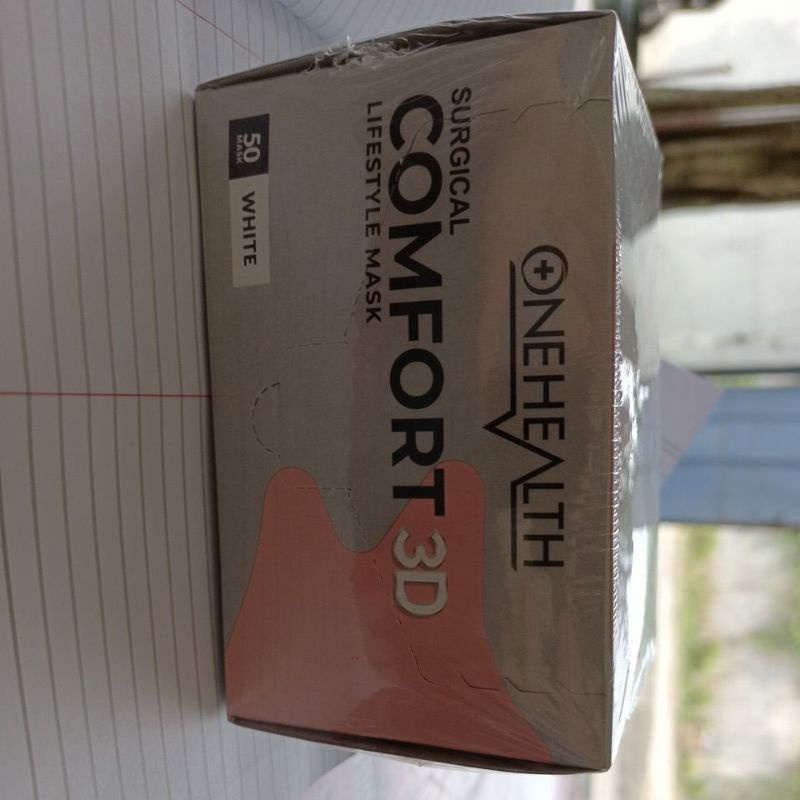 ONEHEALTH
SURGICAL
COMFORT 3D
LIFESTYLE MASK
50
MASK
WHITE